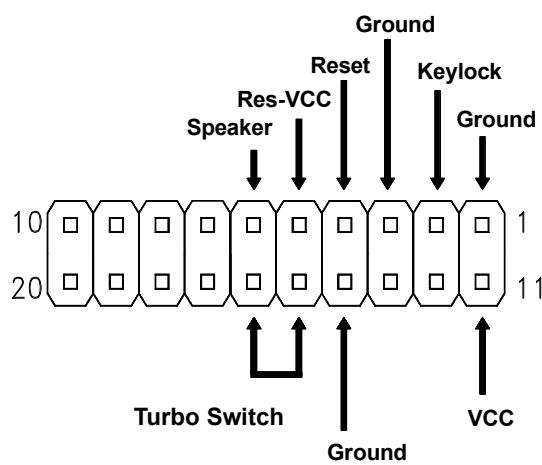 Ground
Reset
Keylock
Res-VCC
Ground
Speaker
10
1
20
11
Turbo Switch
VCC
Ground